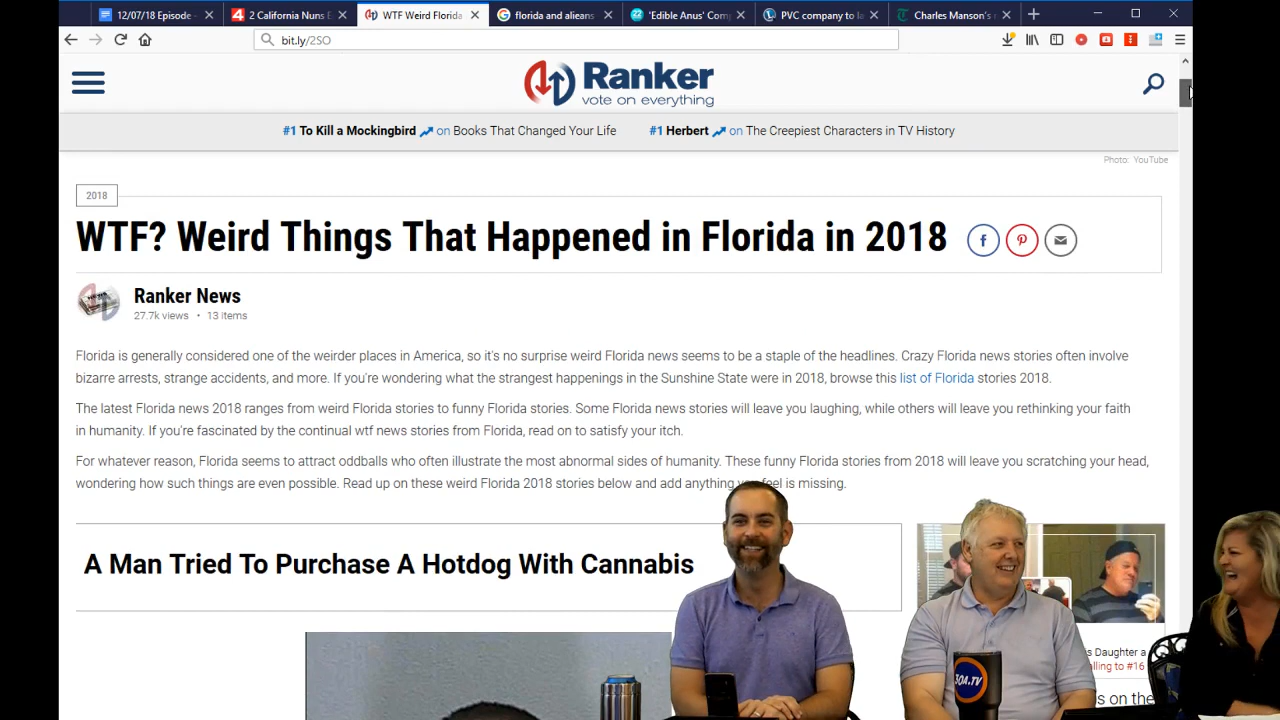 12/07/18 Episode
2 California Nuns E
WTF Weird Florida
florida and alieans
'Edible Anus' Com
PVC company to la
Charles Manson's r
bit.ly/2SO
Ranker
vote on everything
#1 To Kill a Mockingbird on Books That Changed Your Life
#1 Herbert on The Creepiest Characters in TV History
Photo: YouTube
2018
WTF? Weird Things That Happened in Florida in 2018
Ranker News
27.7k views • 13 items
Florida is generally considered one of the weirder places in America, so it's no surprise weird Florida news seems to be a staple of the headlines. Crazy Florida news stories often involve
bizarre arrests, strange accidents, and more. If you're wondering what the strangest happenings in the Sunshine State were in 2018, browse this list of Florida stories 2018.
The latest Florida news 2018 ranges from weird Florida stories to funny Florida stories. Some Florida news stories will leave you laughing, while others will leave you rethinking your faith
in humanity. If you're fascinated by the continual wtf news stories from Florida, read on to satisfy your itch.
For whatever reason, Florida seems to attract oddballs who often illustrate the most abnormal sides of humanity. These funny Florida stories from 2018 will leave you scratching your head,
wondering how such things are even possible. Read up on these weird Florida 2018 stories below and add anything you feel is missing.
A Man Tried To Purchase A Hotdog With Cannabis
s Daughter a
lling to #16
s on the
30A.TV